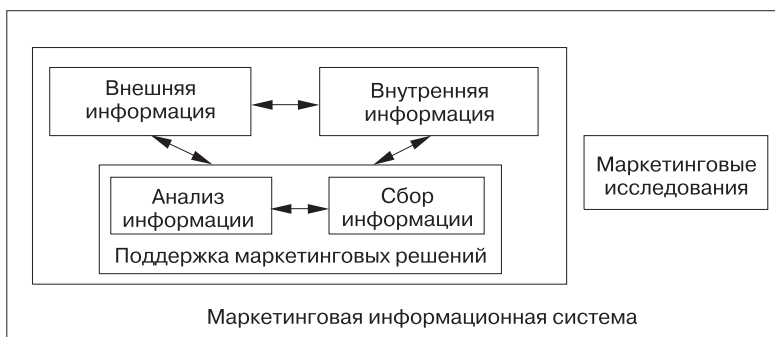 Внешняя
информация
Внутренняя
информация
Маркетинговые
исследования
Анализ
информации
Сбор
информации
Поддержка маркетинговых решений
Маркетинговая информационная система